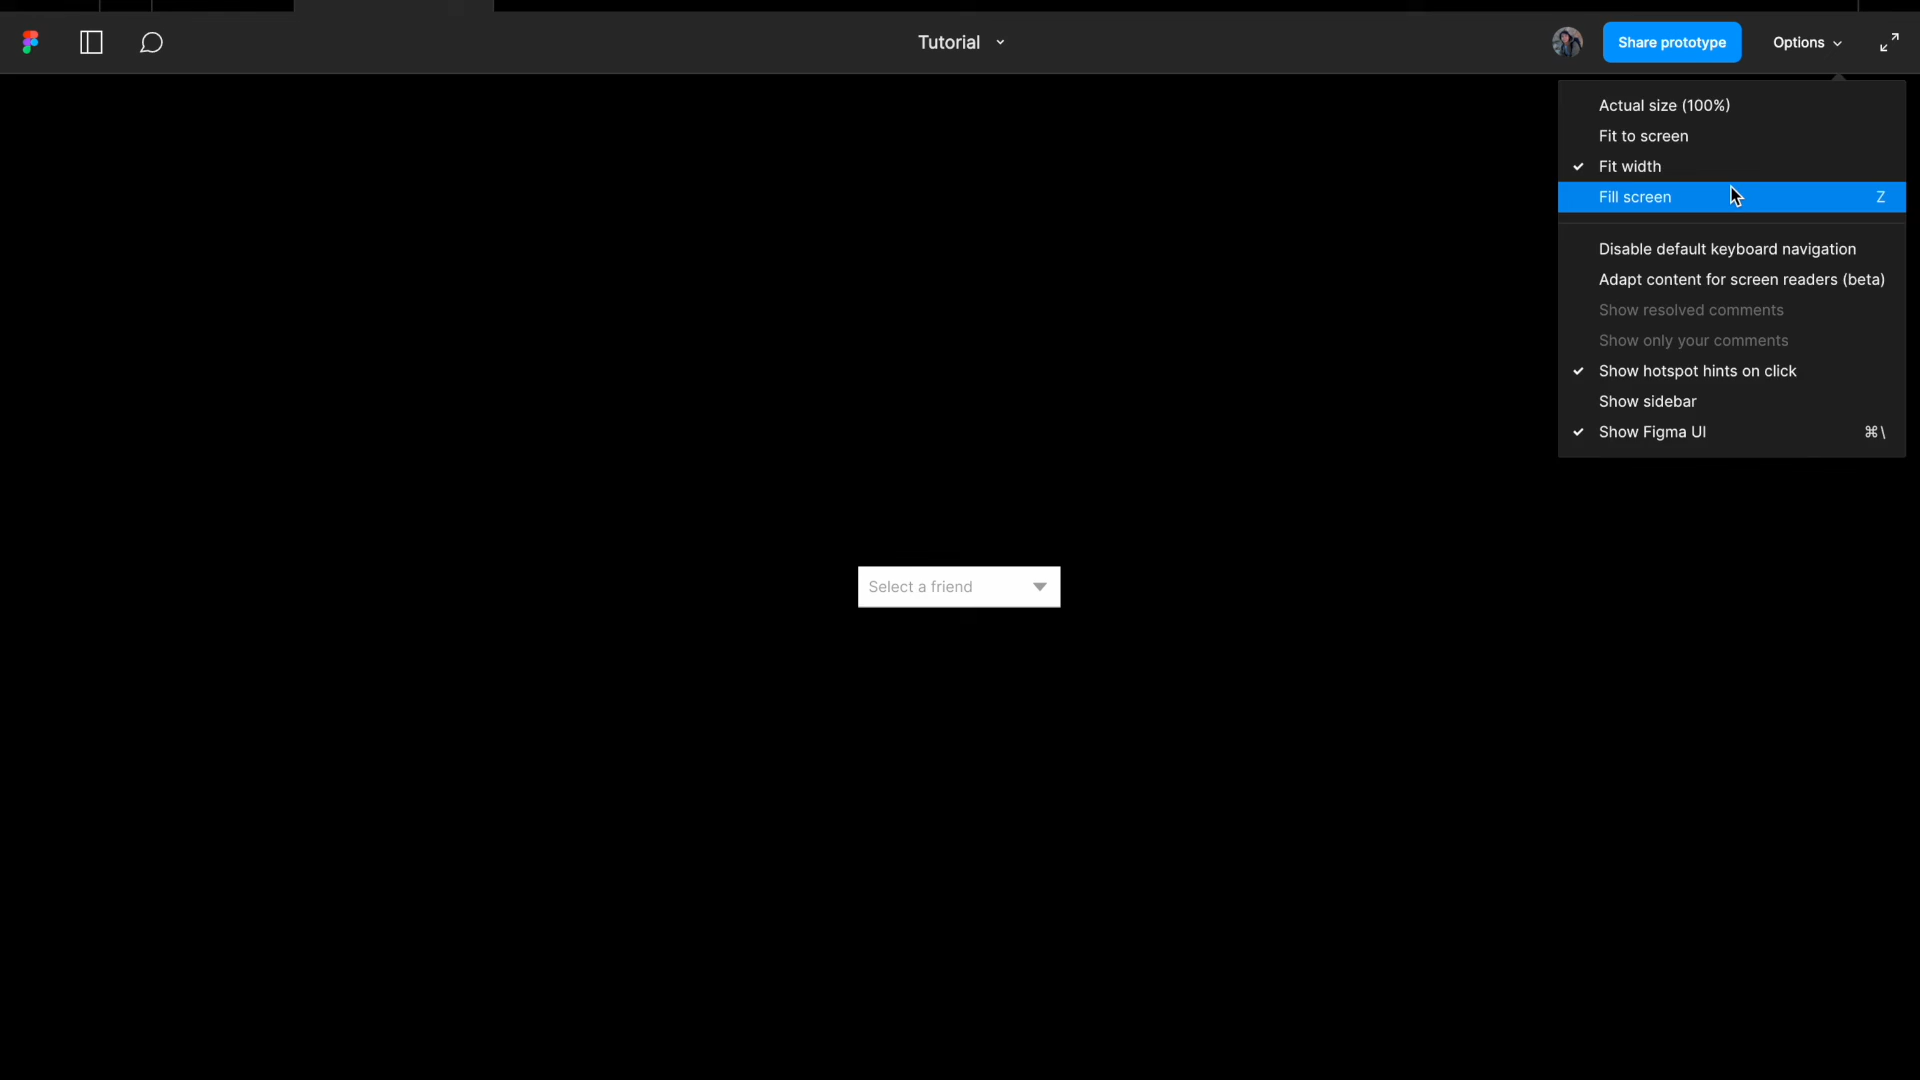 Tutorial
Share prototype
Options
Actual size (100%)
Fit to screen
Fit width
Fill screen Z
Disable default keyboard navigation
Adapt content for screen readers (beta)
Show resolved comments
Show only your comments
Show hotspot hints on click
Show sidebar
Show Figma UI ⌘\
Select a friend